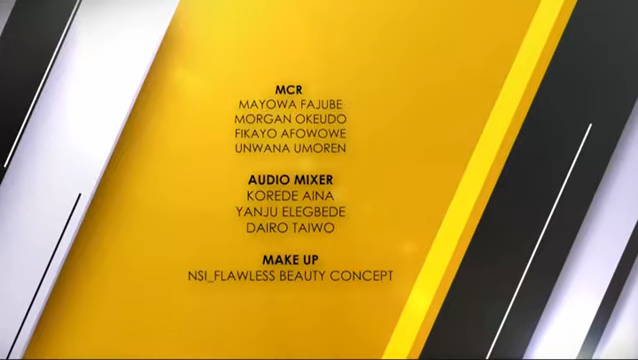 MCR
MAYOWA FAJUBE
MORGAN OKEUDO
FIKAYO AFOWOWE
UNWANA UMOREN
AUDIO MIXER
KOREDE AINA
YANJU ELEGBEDE
DAIRO TAIWO
MAKE UP
NSI_FLAWLESS BEAUTY CONCEPT